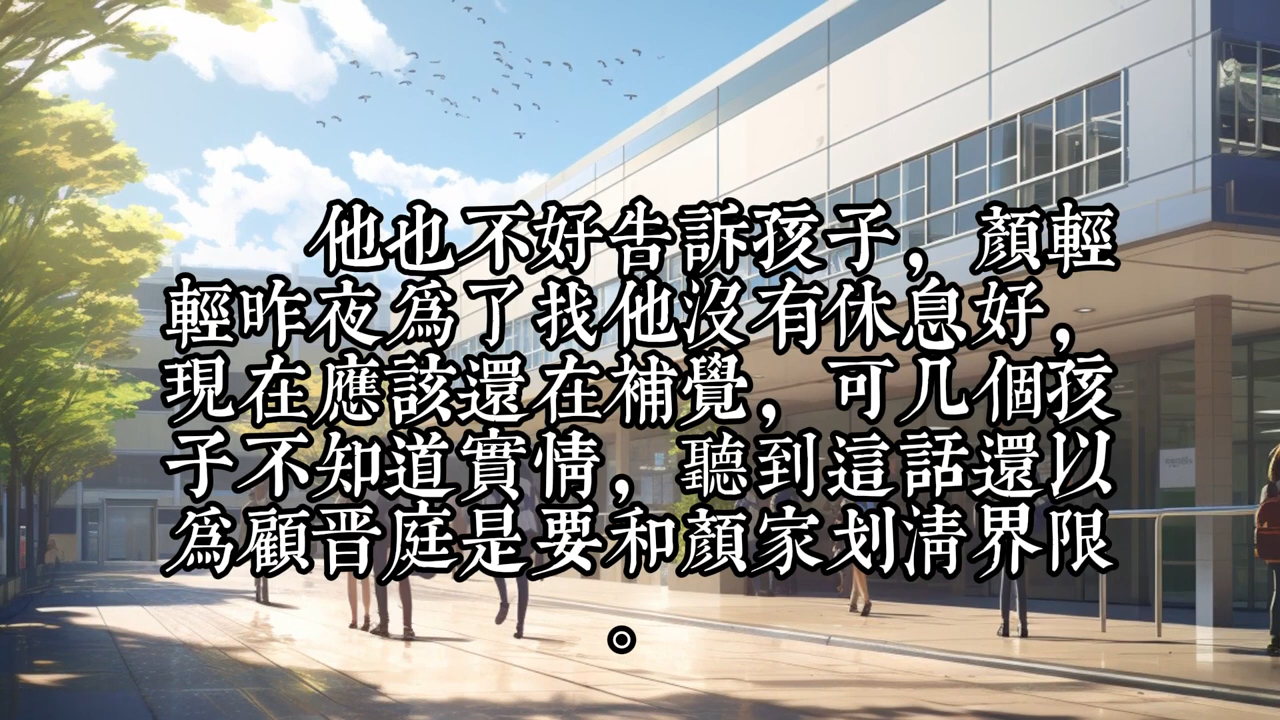 他也不好告訴孩子，顏輕
輕昨夜爲了找他沒有休息好，
現在應該還在補覺，可几個孩
子不知道實情，聽到這話還以
爲顧晋庭是要和顏家划淸界限
。